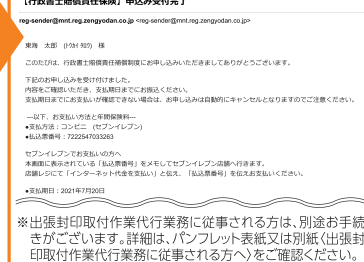 【行政書士賠償責任保険】申込み受付完了
reg-sender@mnt.reg.zengyodan.co.jp <reg-sender@mnt.reg.zengyodan.co.jp>
東海 太郎 (ﾄｳｶｲ ﾀﾛｳ) 様
このたびは、行政書士賠償責任補償制度にお申し込みいただきましてありがとうございます。
下記のお申し込みを受け付けました。
内容をご確認いただき、支払期日までにお振込ください。
支払期日までにお支払いが確認できない場合は、お申し込みは自動的にキャンセルとなりますのでご注意ください。
---以下、お支払い方法と年間保険料---
●支払方法：コンビニ (セブンイレブン)
●払込票番号：7222547033263
セブンイレブンでお支払いの方へ
本画面に表示されている「払込票番号」をメモしてセブンイレブン店舗へ行きます。
店舗レジにて「インターネット代金を支払い」と伝え、「払込票番号」を伝えお支払いください。
●支払期日：2021年7月20日
※出張封印取付作業代行業務に従事される方は、別途お手続
きがございます。詳細は、パンフレット表紙又は別紙〈出張封
印取付作業代行業務に従事される方へ〉をご確認ください。